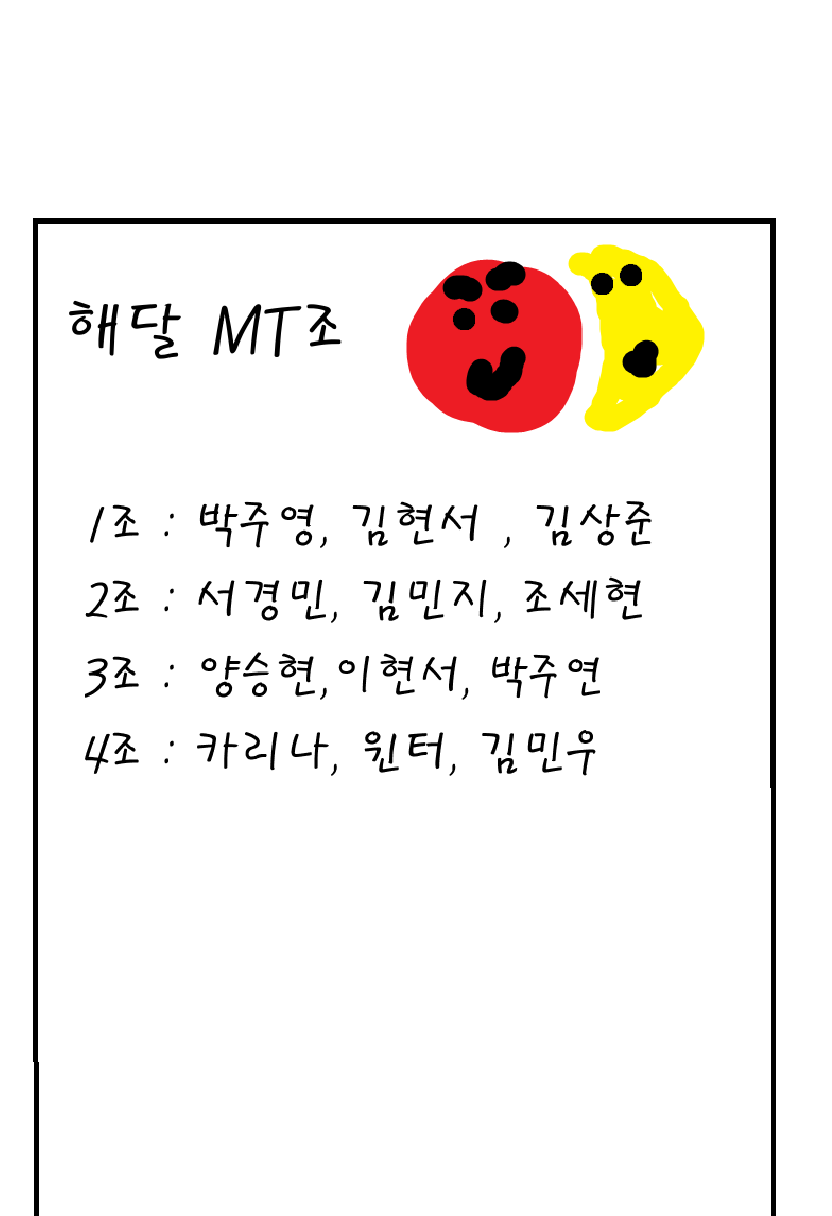 해달 MT조
1조 : 박주영, 김현서 , 김상준
2조 : 서경민, 김민지, 조세현
3조 : 양승현,이현서, 박주연
4조 : 카리나, 윈터, 김민우